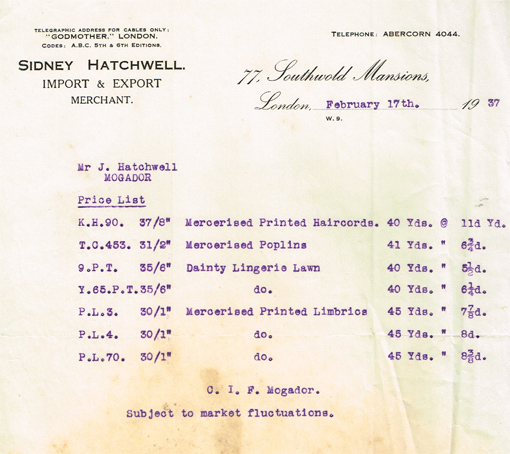 TELEGRAPHIC ADDRESS FOR CABLES ONLY:
"GODMOTHER." LONDON.
CODES: A.B.C. 5TH & 6TH EDITIONS.
TELEPHONE: ABERCORN 4044.
SIDNEY HATCHWELL.
IMPORT & EXPORT
MERCHANT.
77, Southwold Mansions,
London, February 17th. 1937
W. 9.
Mr J. Hatchwell
MOGADOR
Price List
K.H.90. 37/8" Mercerised Printed Haircords. 40 Yds. @ 11d Yd.
T.C.453. 31/2" Mercerised Poplins 41 Yds. " 6¾d.
9.P.T. 35/6" Dainty Lingerie Lawn 40 Yds. " 5½d.
Y.65.P.T. 35/6" do. 40 Yds. " 6¼d.
P.L.3. 30/1" Mercerised Printed Limbrics 45 Yds. " 7⅞d.
P.L.4. 30/1" do. 45 Yds. " 8d.
P.L.70. 30/1" do. 45 Yds. " 8⅜d.
C. I. F. Mogador.
Subject to market fluctuations.